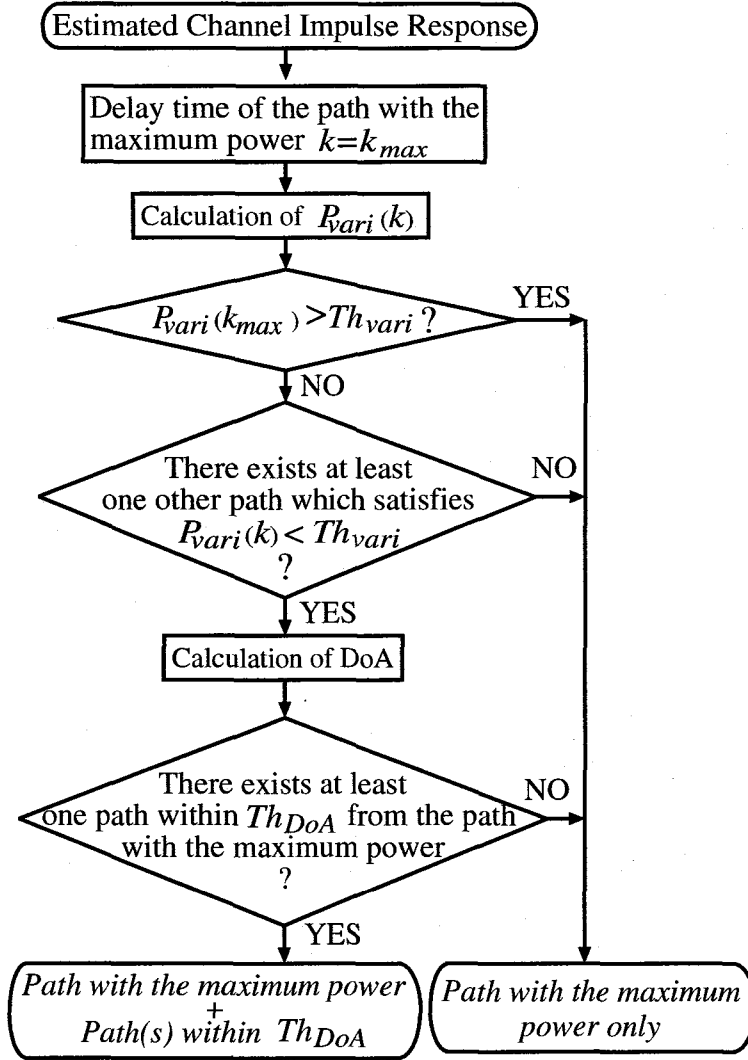 Estimated Channel Impulse Response
Delay time of the path with the
maximum power k=k_max
Calculation of P_vari(k)
P_vari(k_max) > Th_vari ?
YES
NO
There exists at least
one other path which satisfies
P_vari(k) < Th_vari
?
NO
YES
Calculation of DoA
There exists at least
one path within Th_DoA from the path
with the maximum power
?
NO
YES
Path with the maximum power
+
Path(s) within Th_DoA
Path with the maximum
power only